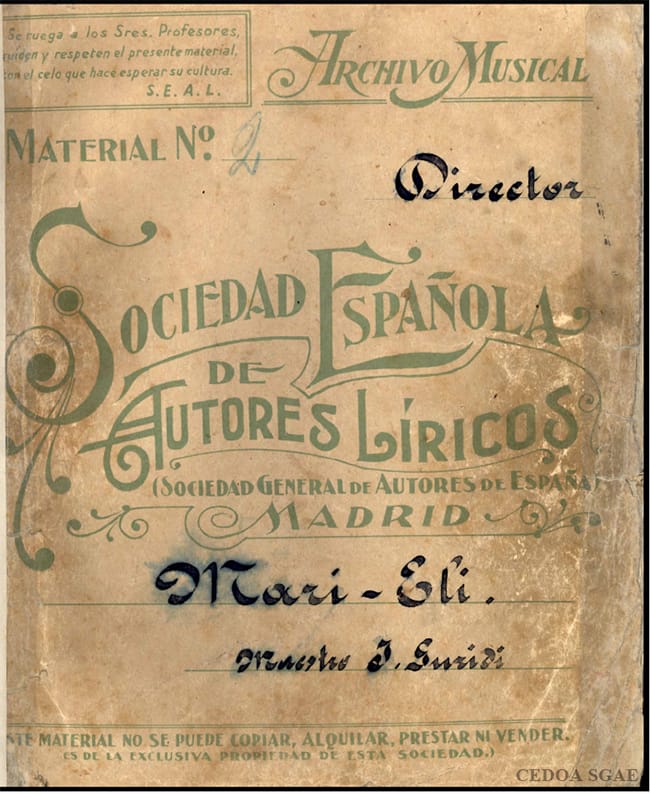 Se ruega a los Sres. Profesores,
cuiden y respeten el presente material,
con el celo que hace esperar su cultura.
S.E.A.L.
ARCHIVO MUSICAL
MATERIAL Nº. 2
Director
SOCIEDAD ESPAÑOLA
DE
AUTORES LÍRICOS
(SOCIEDAD GENERAL DE AUTORES DE ESPAÑA)
MADRID
Mari-Eli.
Maestro J. Guridi
ESTE MATERIAL NO SE PUEDE COPIAR, ALQUILAR, PRESTAR NI VENDER.
(ES DE LA EXCLUSIVA PROPIEDAD DE ESTA SOCIEDAD.)
CEDOA SGAE